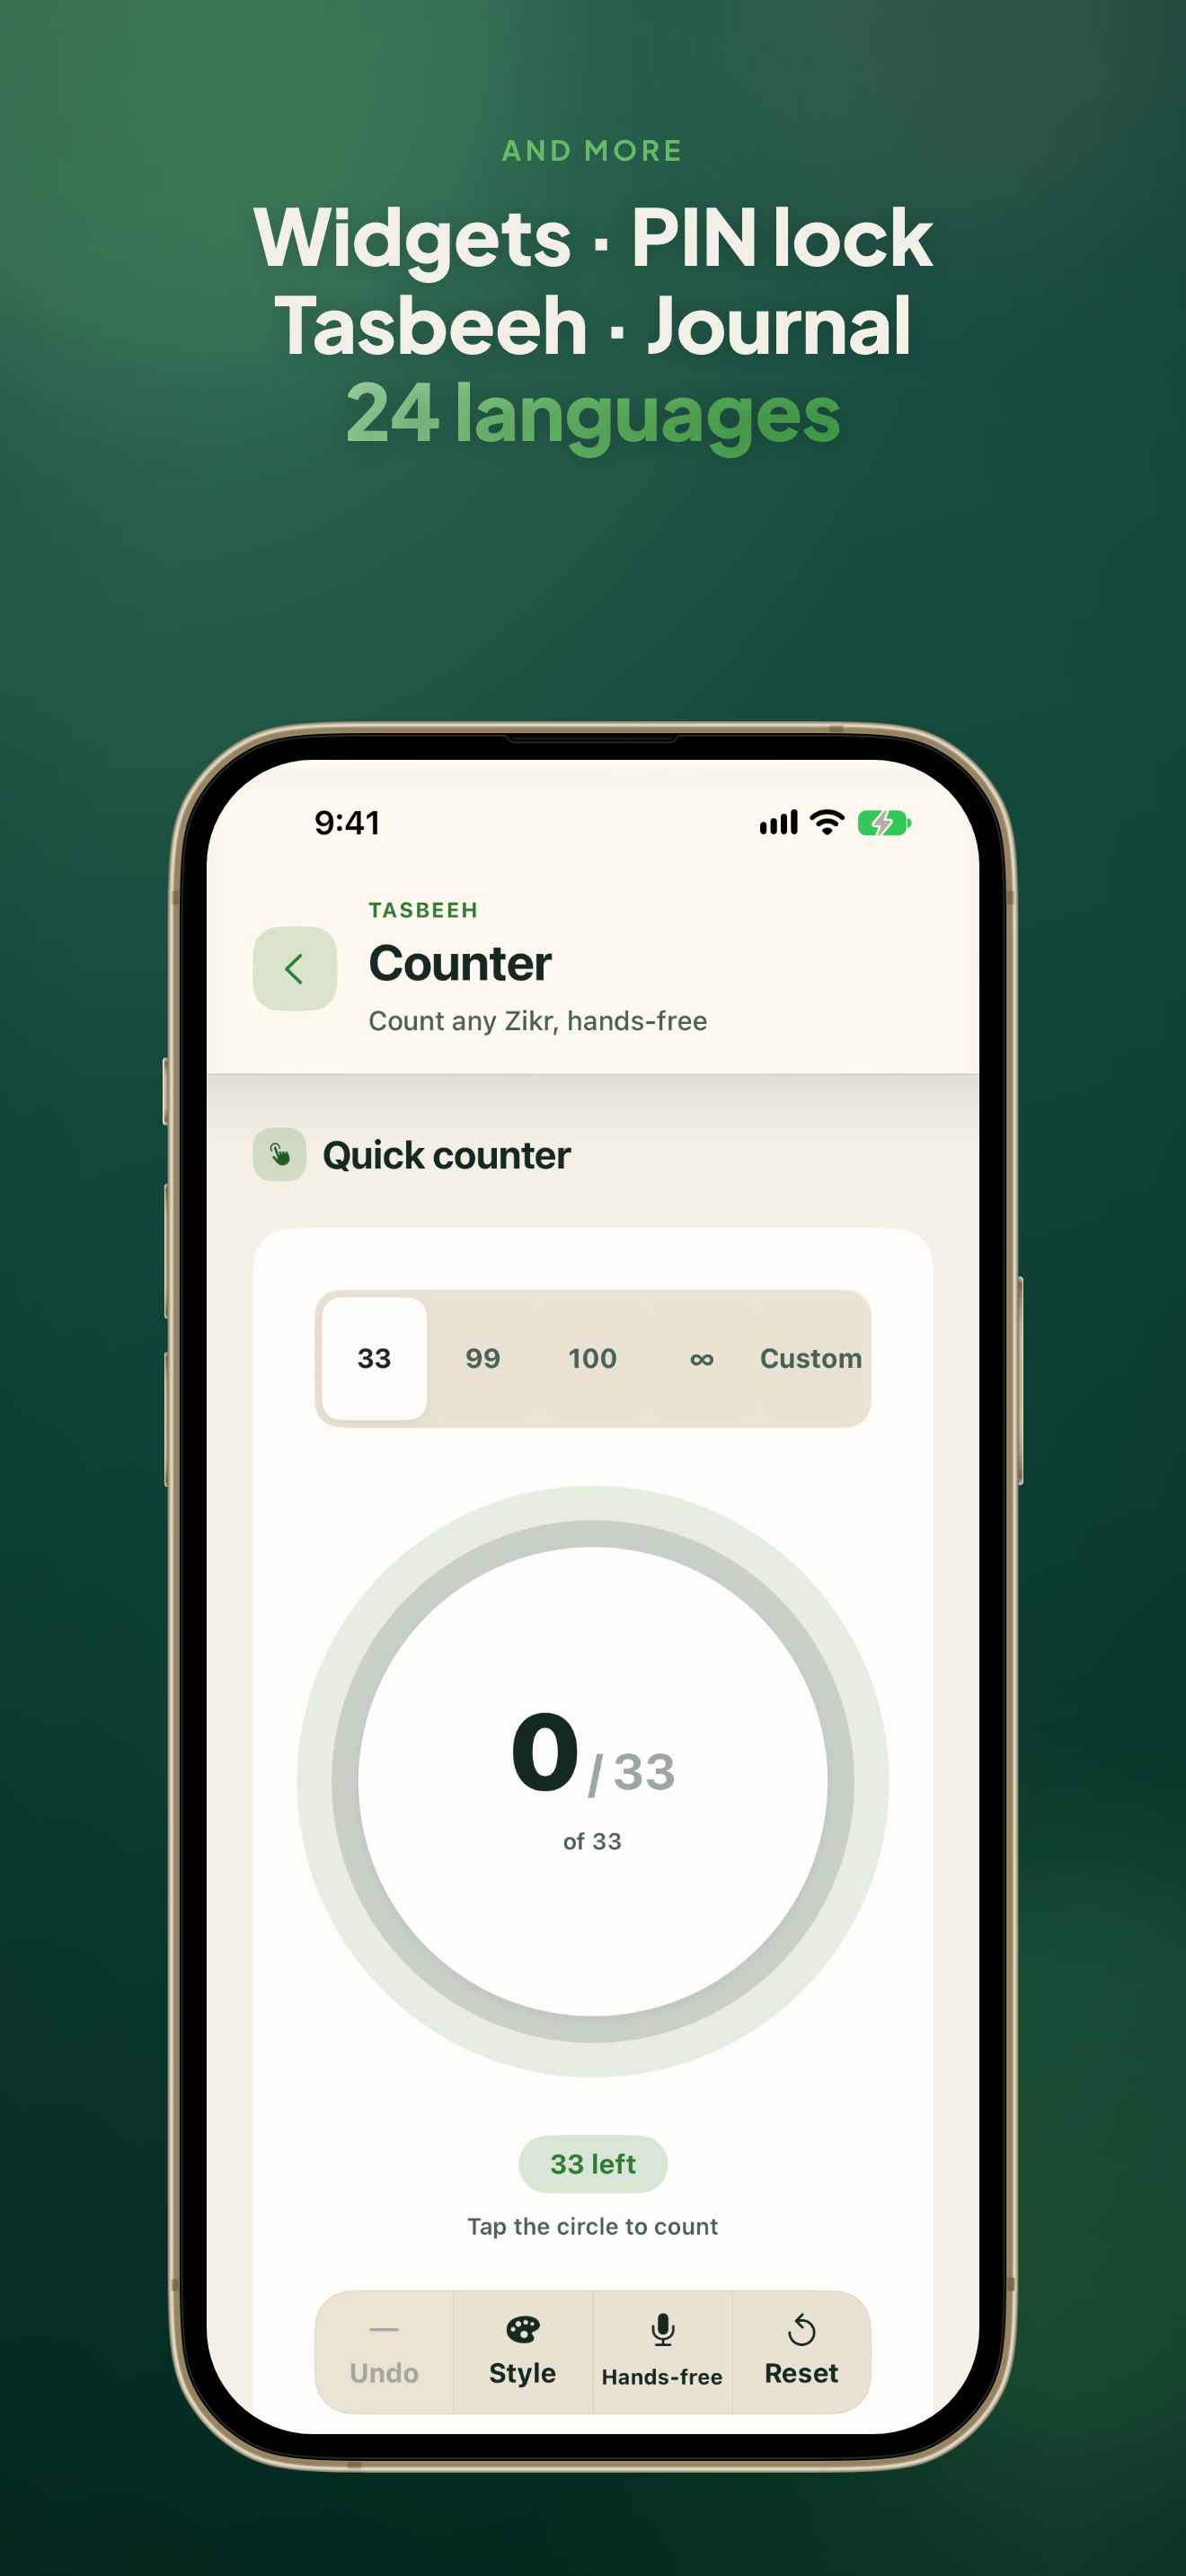 AND MORE
Widgets · PIN lock
Tasbeeh · Journal
24 languages
9:41
TASBEEH
Counter
Count any Zikr, hands-free
Quick counter
33 99 100 ∞ Custom
0 / 33
of 33
33 left
Tap the circle to count
Undo Style Hands-free Reset